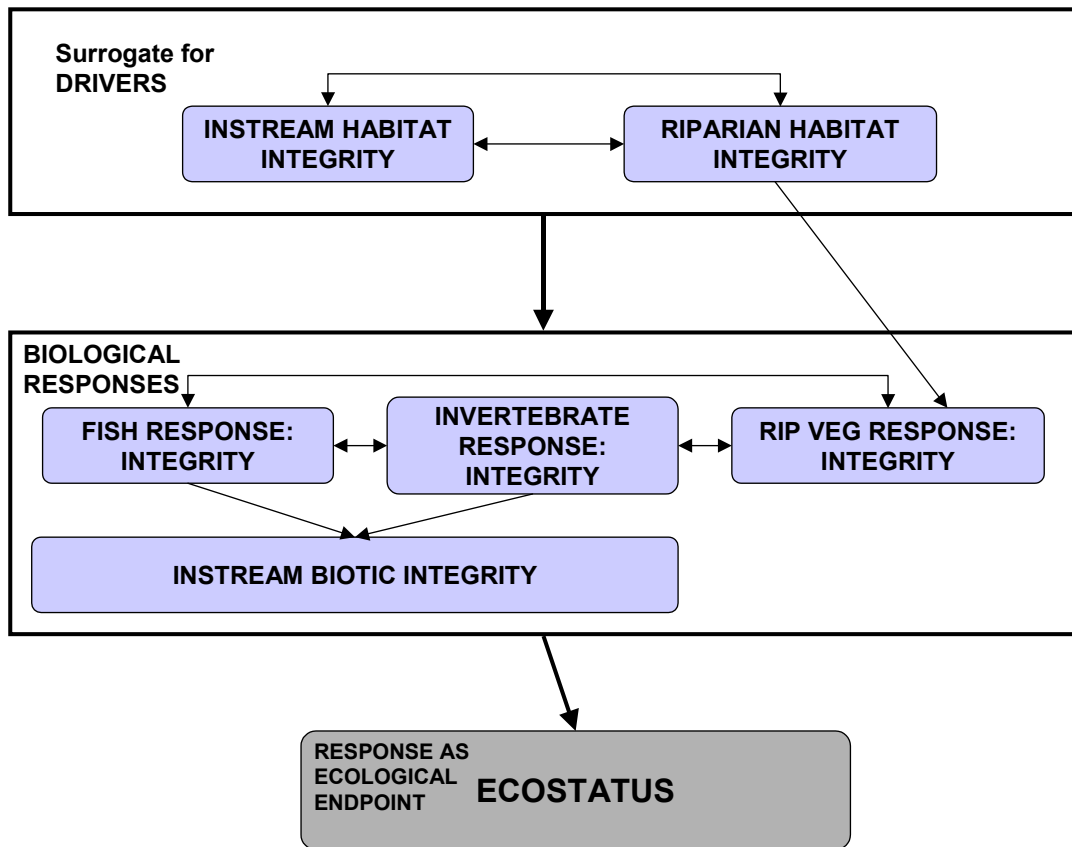 Surrogate for
DRIVERS
INSTREAM HABITAT
INTEGRITY
RIPARIAN HABITAT
INTEGRITY
BIOLOGICAL
RESPONSES
FISH RESPONSE:
INTEGRITY
INVERTEBRATE
RESPONSE:
INTEGRITY
RIP VEG RESPONSE:
INTEGRITY
INSTREAM BIOTIC INTEGRITY
RESPONSE AS
ECOLOGICAL
ENDPOINT
ECOSTATUS